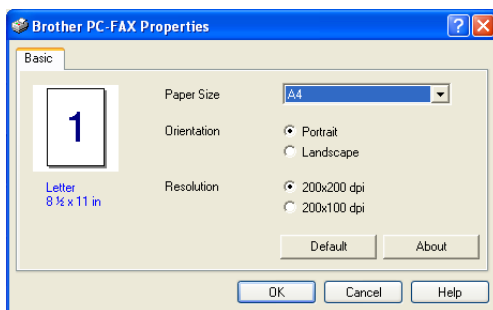 Brother PC-FAX Properties
Basic
Paper Size
A4
1
Orientation
Portrait
Landscape
Letter
8 ½ x 11 in
Resolution
200x200 dpi
200x100 dpi
Default
About
OK
Cancel
Help